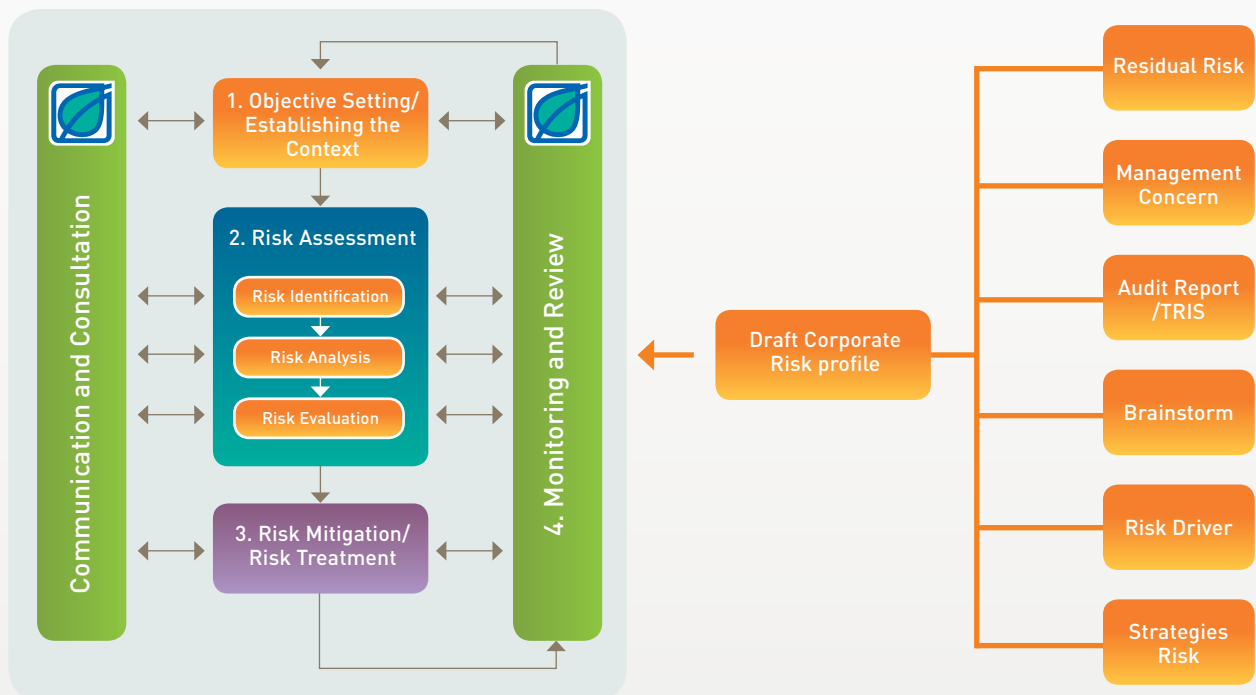 Communication and Consultation
1. Objective Setting/
Establishing the
Context
2. Risk Assessment
Risk Identification
Risk Analysis
Risk Evaluation
3. Risk Mitigation/
Risk Treatment
4. Monitoring and Review
Draft Corporate
Risk profile
Residual Risk
Management
Concern
Audit Report
/TRIS
Brainstorm
Risk Driver
Strategies
Risk